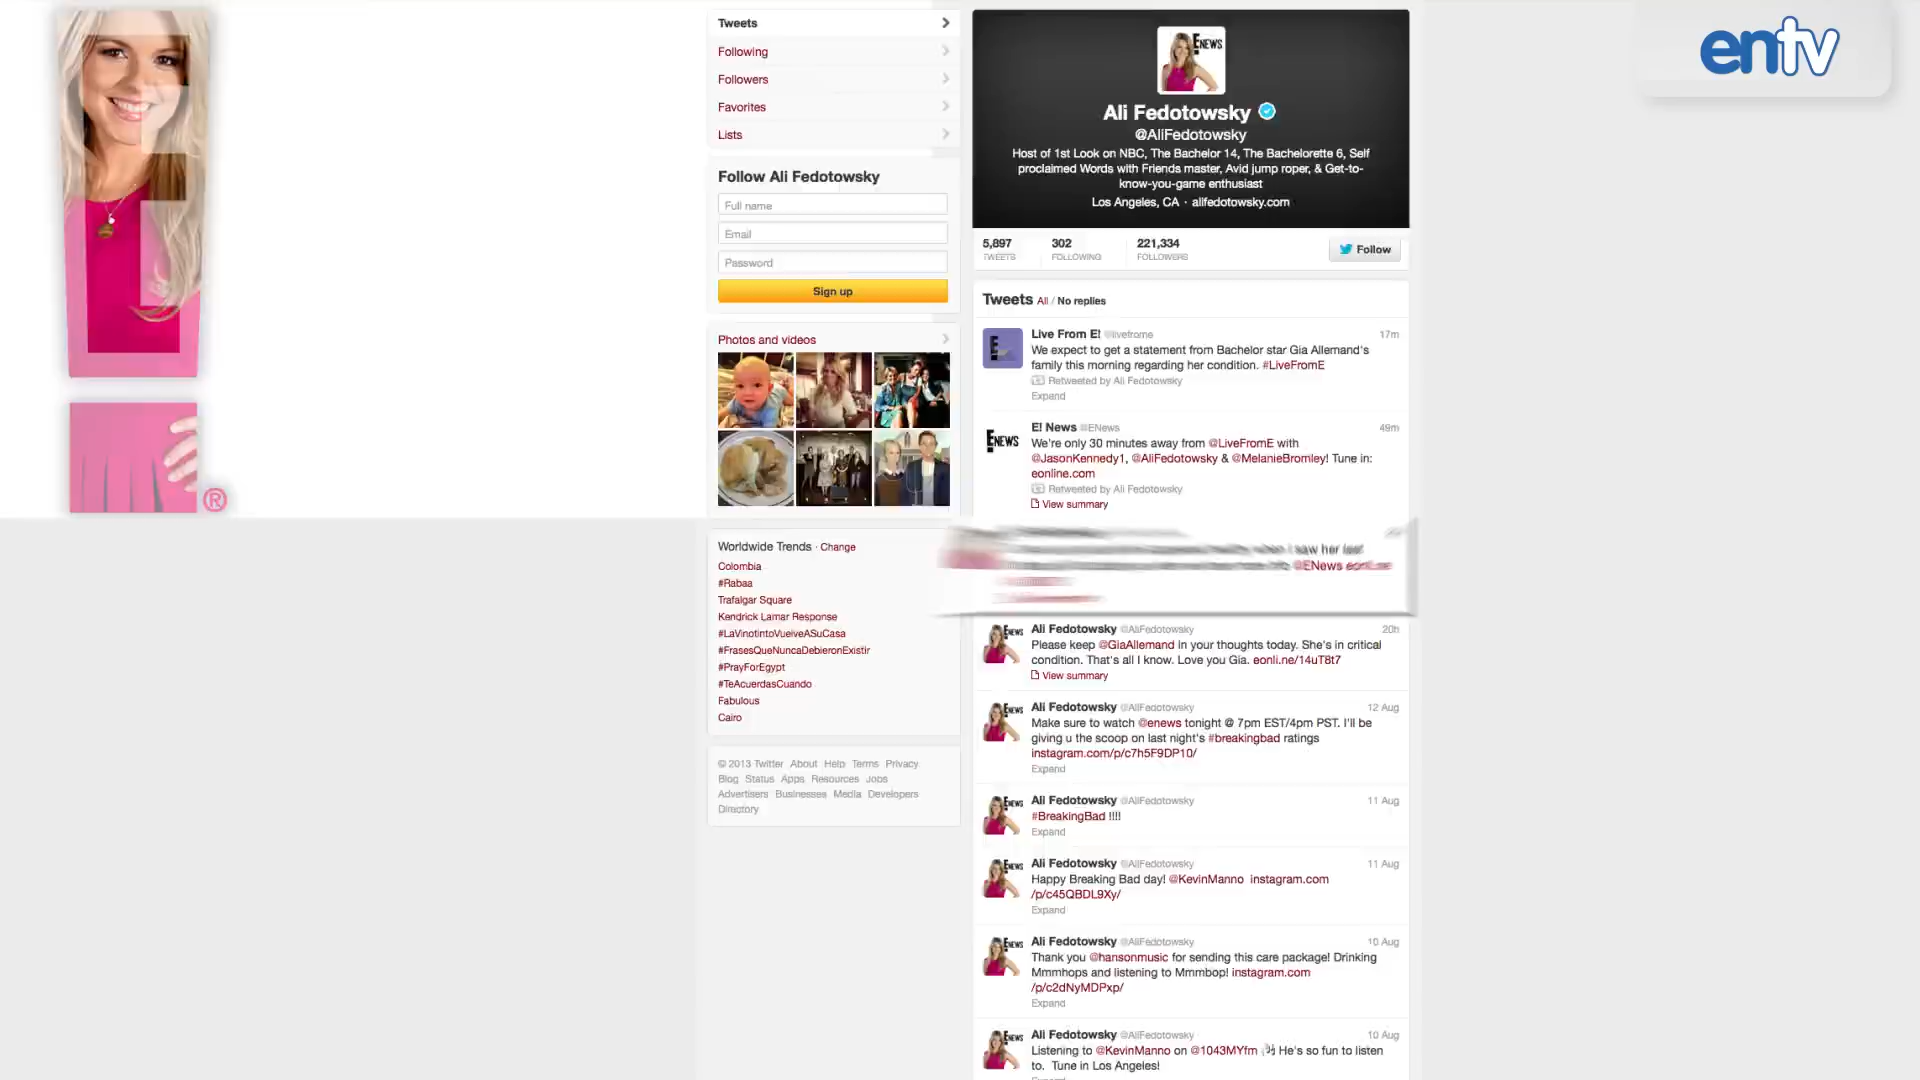 entv
®
Tweets
Following
Followers
Favorites
Lists
Follow Ali Fedotowsky
Full name
Email
Password
Sign up
Photos and videos
Worldwide Trends · Change
Colombia
#Rabaa
Trafalgar Square
Kendrick Lamar Response
#LaVinotintoVuelveASuCasa
#FrasesQueNuncaDebieronExistir
#PrayForEgypt
#TeAcuerdasCuando
Fabulous
Cairo
© 2013 Twitter About Help Terms Privacy
Blog Status Apps Resources Jobs
Advertisers Businesses Media Developers
Directory
E NEWS
Ali Fedotowsky
@AliFedotowsky
Host of 1st Look on NBC, The Bachelor 14, The Bachelorette 6, Self
proclaimed Words with Friends master, Avid jump roper, & Get-to-
know-you-game enthusiast
Los Angeles, CA · alifedotowsky.com
5,897 302 221,334
TWEETS FOLLOWING FOLLOWERS
Follow
Tweets All / No replies
Live From E! @livefrome 17m
We expect to get a statement from Bachelor star Gia Allemand's
family this morning regarding her condition. #LiveFromE
Retweeted by Ali Fedotowsky
Expand
E! News @ENews 49m
We're only 30 minutes away from @LiveFromE with
@JasonKennedy1, @AliFedotowsky & @MelanieBromley! Tune in:
eonline.com
Retweeted by Ali Fedotowsky
View summary
when I saw her last
@ENews
Ali Fedotowsky @AliFedotowsky 20h
Please keep @GiaAllemand in your thoughts today. She's in critical
condition. That's all I know. Love you Gia. eonli.ne/14uT8t7
View summary
Ali Fedotowsky @AliFedotowsky 12 Aug
Make sure to watch @enews tonight @ 7pm EST/4pm PST. I'll be
giving u the scoop on last night's #breakingbad ratings
instagram.com/p/c7h5F9DP10/
Expand
Ali Fedotowsky @AliFedotowsky 11 Aug
#BreakingBad !!!!
Expand
Ali Fedotowsky @AliFedotowsky 11 Aug
Happy Breaking Bad day! @KevinManno instagram.com
/p/c45QBDL9Xy/
Expand
Ali Fedotowsky @AliFedotowsky 10 Aug
Thank you @hansonmusic for sending this care package! Drinking
Mmmhops and listening to Mmmbop! instagram.com
/p/c2dNyMDPxp/
Expand
Ali Fedotowsky @AliFedotowsky 10 Aug
Listening to @KevinManno on @1043MYfm He's so fun to listen
to. Tune in Los Angeles!